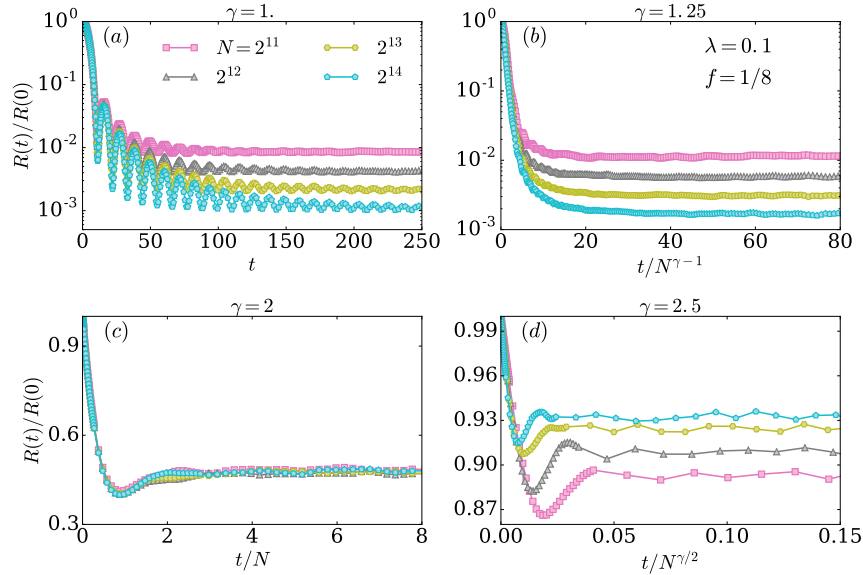 γ = 1.
(a)
N = 2^11
2^13
2^12
2^14
R(t)/R(0)
10^0
10^-1
10^-2
10^-3
0 50 100 150 200 250
t
γ = 1.25
(b)
λ = 0.1
f = 1/8
10^0
10^-1
10^-2
10^-3
0 20 40 60 80
t/N^{γ−1}
γ = 2
(c)
R(t)/R(0)
0.9
0.6
0.3
0 2 4 6 8
t/N
γ = 2.5
(d)
0.99
0.96
0.93
0.90
0.87
0.00 0.05 0.10 0.15
t/N^{γ/2}